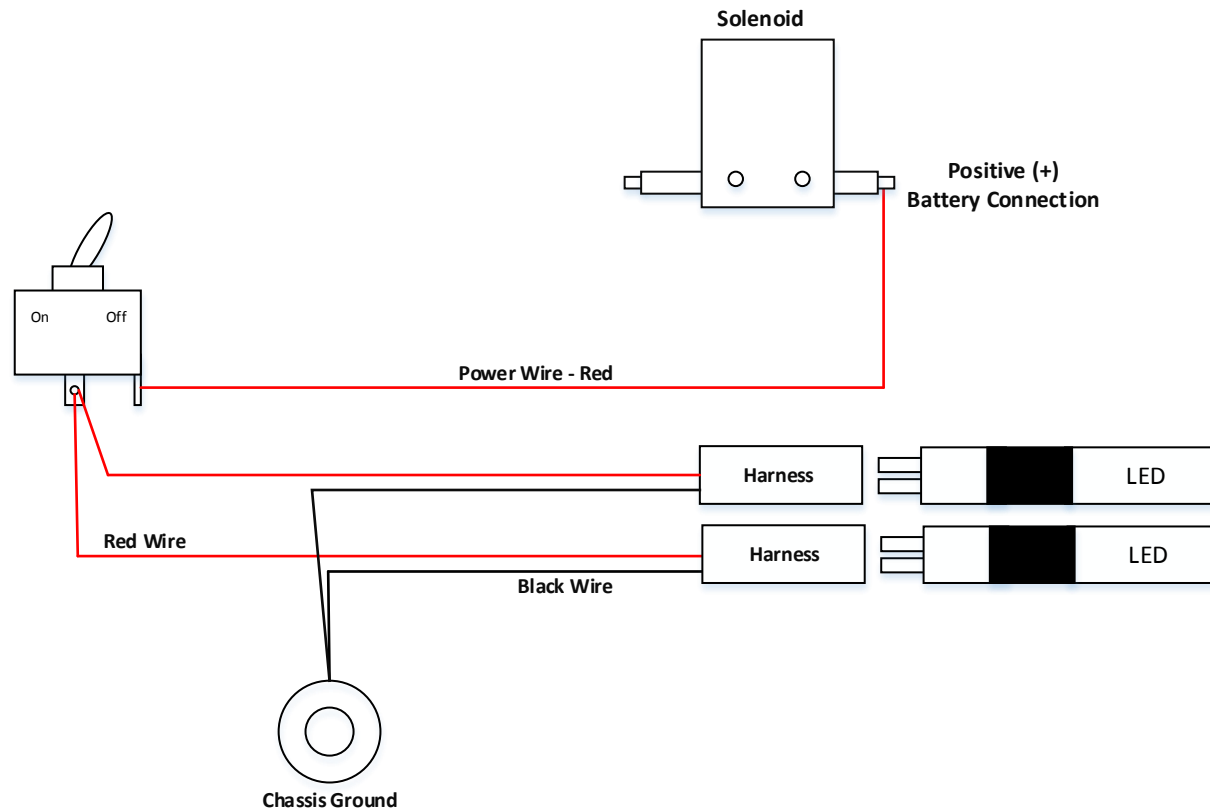 Solenoid
Positive (+)
Battery Connection
On
Off
Power Wire - Red
Harness
LED
Red Wire
Harness
LED
Black Wire
Chassis Ground